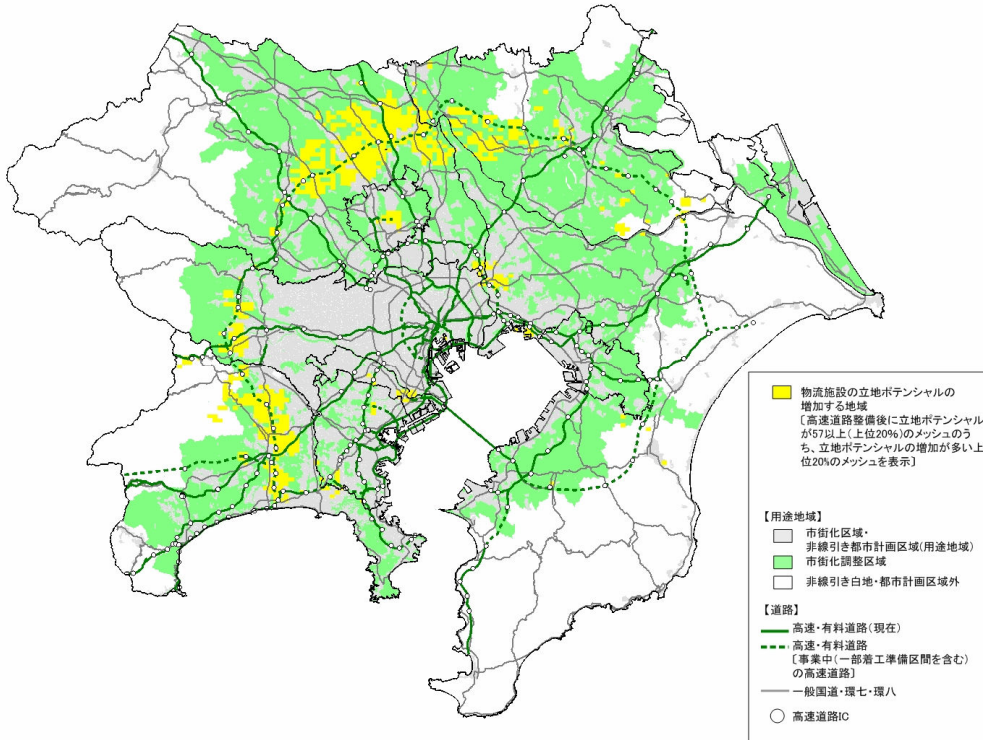 物流施設の立地ポテンシャルの
増加する地域
［高速道路整備後に立地ポテンシャル
が57以上(上位20%)のメッシュのう
ち、立地ポテンシャルの増加が多い上
位20%のメッシュを表示］
【用途地域】
市街化区域・
非線引き都市計画区域(用途地域)
市街化調整区域
非線引き白地・都市計画区域外
【道路】
高速・有料道路(現在)
高速・有料道路
［事業中(一部着工準備区間を含む)
の高速道路］
一般国道・環七・環八
高速道路IC